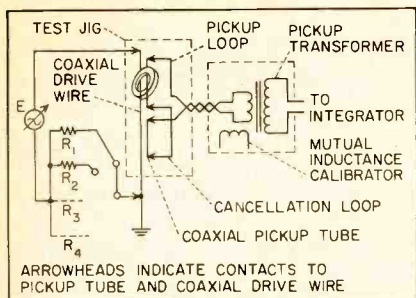 TEST JIG
PICKUP
LOOP
PICKUP
TRANSFORMER
COAXIAL
DRIVE
WIRE
E
TO
INTEGRATOR
R1
MUTUAL
INDUCTANCE
CALIBRATOR
R2
CANCELLATION LOOP
R3
COAXIAL PICKUP TUBE
R4
ARROWHEADS INDICATE CONTACTS TO
PICKUP TUBE AND COAXIAL DRIVE WIRE